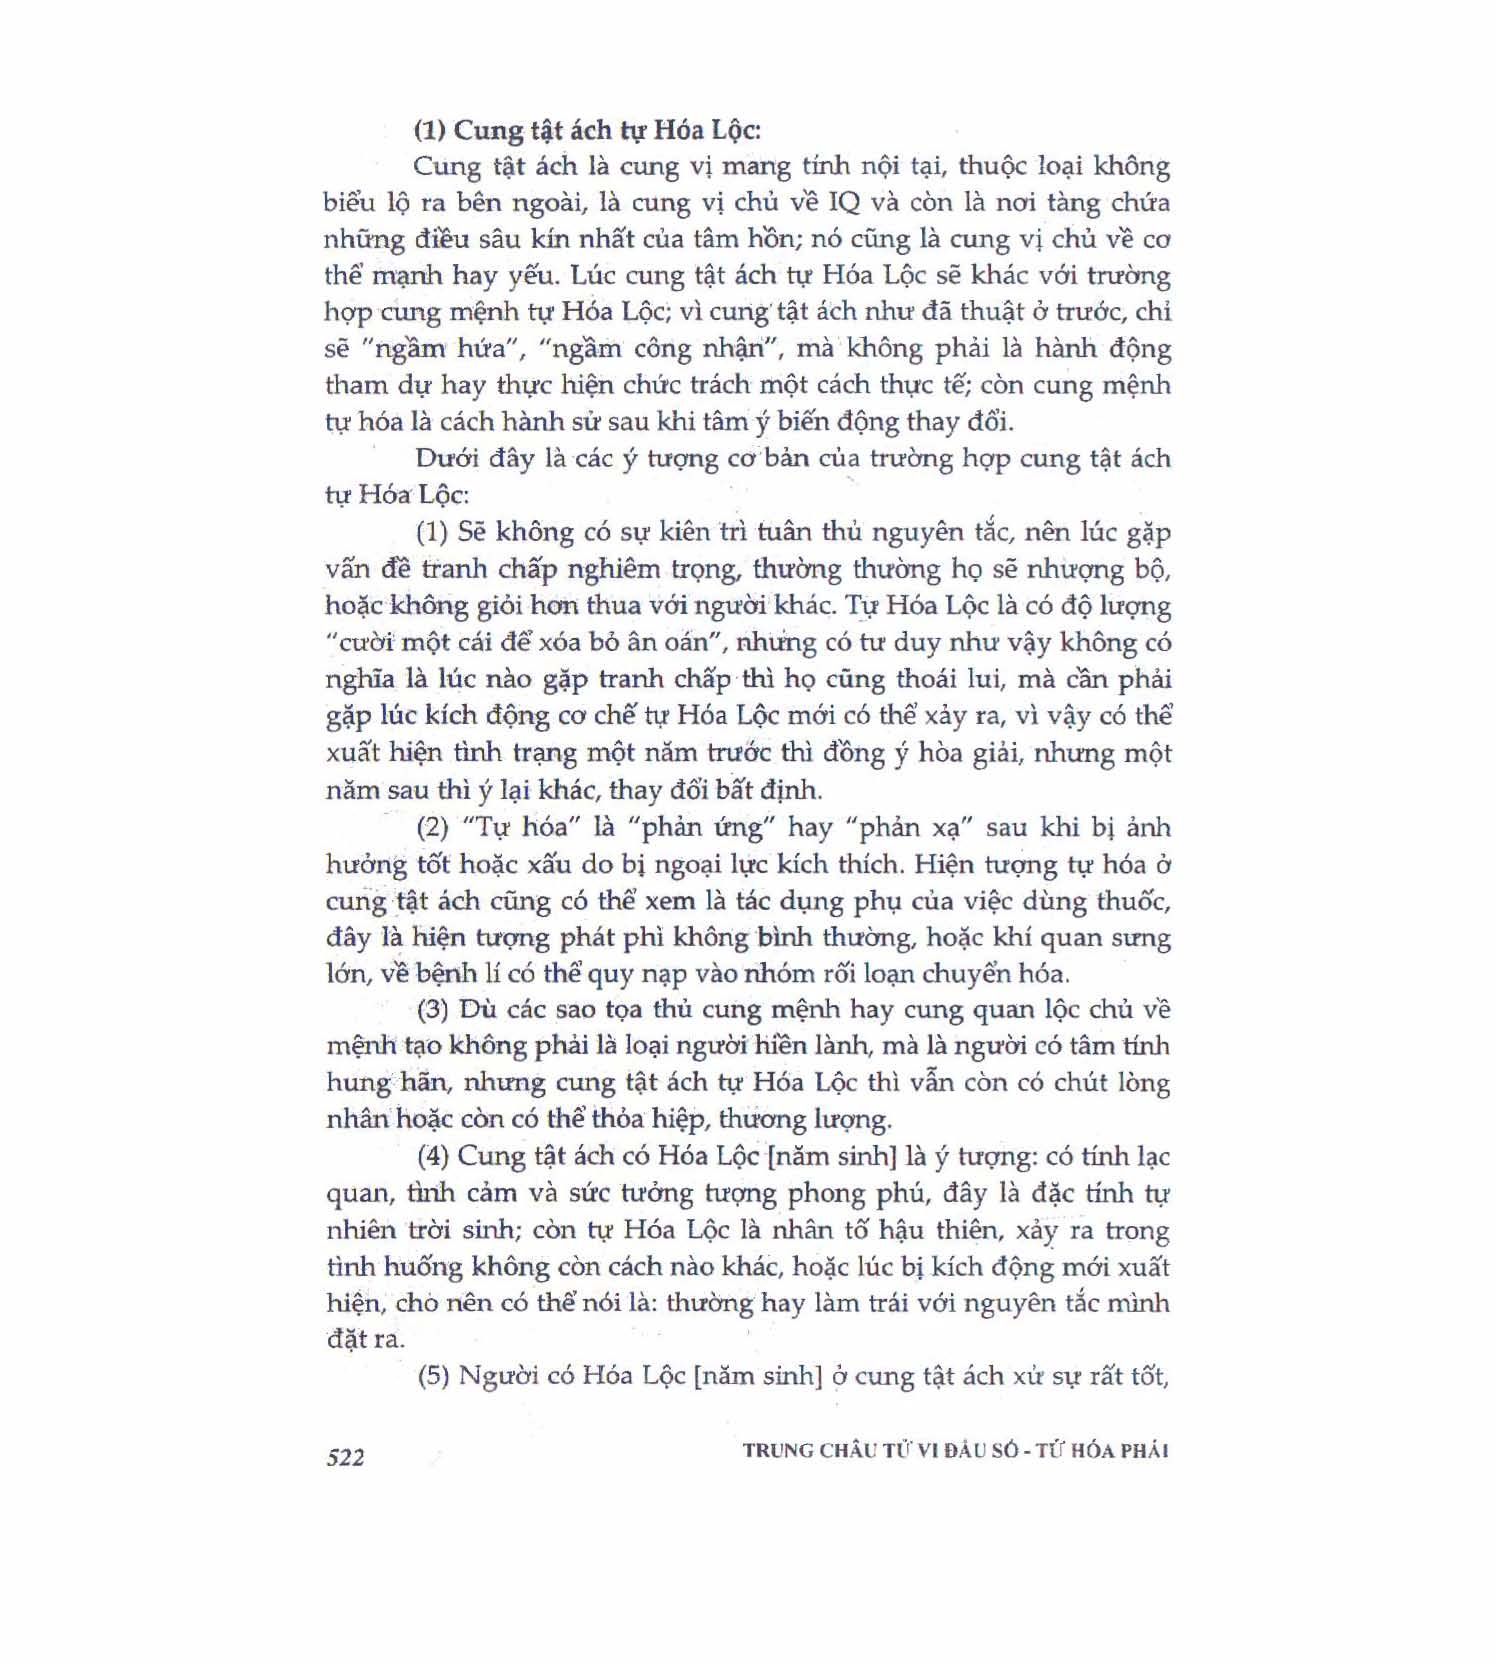 (1) Cung tật ách tự Hóa Lộc:
Cung tật ách là cung vị mang tính nội tại, thuộc loại không
biểu lộ ra bên ngoài, là cung vị chủ về IQ và còn là nơi tàng chứa
những điều sâu kín nhất của tâm hồn; nó cũng là cung vị chủ về cơ
thể mạnh hay yếu. Lúc cung tật ách tự Hóa Lộc sẽ khác với trường
hợp cung mệnh tự Hóa Lộc; vì cung tật ách như đã thuật ở trước, chỉ
sẽ "ngầm hứa", "ngầm công nhận", mà không phải là hành động
tham dự hay thực hiện chức trách một cách thực tế; còn cung mệnh
tự hóa là cách hành sử sau khi tâm ý biến động thay đổi.
Dưới đây là các ý tượng cơ bản của trường hợp cung tật ách
tự Hóa Lộc:
(1) Sẽ không có sự kiên trì tuân thủ nguyên tắc, nên lúc gặp
vấn đề tranh chấp nghiêm trọng, thường thường họ sẽ nhượng bộ,
hoặc không giỏi hơn thua với người khác. Tự Hóa Lộc là có độ lượng
"cười một cái để xóa bỏ ân oán", nhưng có tư duy như vậy không có
nghĩa là lúc nào gặp tranh chấp thì họ cũng thoái lui, mà cần phải
gặp lúc kích động cơ chế tự Hóa Lộc mới có thể xảy ra, vì vậy có thể
xuất hiện tình trạng một năm trước thì đồng ý hòa giải, nhưng một
năm sau thì ý lại khác, thay đổi bất định.
(2) "Tự hóa" là "phản ứng" hay "phản xạ" sau khi bị ảnh
hưởng tốt hoặc xấu do bị ngoại lực kích thích. Hiện tượng tự hóa ở
cung tật ách cũng có thể xem là tác dụng phụ của việc dùng thuốc,
đây là hiện tượng phát phì không bình thường, hoặc khí quan sưng
lớn, về bệnh lí có thể quy nạp vào nhóm rối loạn chuyển hóa.
(3) Dù các sao tọa thủ cung mệnh hay cung quan lộc chủ về
mệnh tạo không phải là loại người hiền lành, mà là người có tâm tính
hung hãn, nhưng cung tật ách tự Hóa Lộc thì vẫn còn có chút lòng
nhân hoặc còn có thể thỏa hiệp, thương lượng.
(4) Cung tật ách có Hóa Lộc [năm sinh] là ý tượng: có tính lạc
quan, tình cảm và sức tưởng tượng phong phú, đây là đặc tính tự
nhiên trời sinh; còn tự Hóa Lộc là nhân tố hậu thiên, xảy ra trong
tình huống không còn cách nào khác, hoặc lúc bị kích động mới xuất
hiện, cho nên có thể nói là: thường hay làm trái với nguyên tắc mình
đặt ra.
(5) Người có Hóa Lộc [năm sinh] ở cung tật ách xử sự rất tốt,
522 TRUNG CHÂU TỬ VI ĐẨU SỐ - TỨ HÓA PHÁI